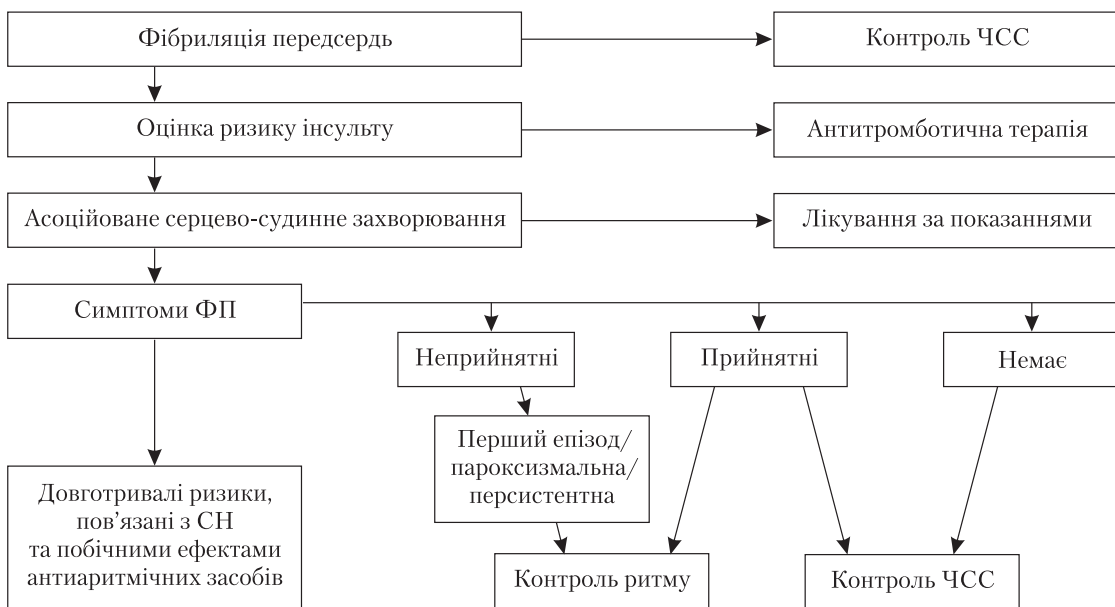 Фібриляція передсердь
Контроль ЧСС
Оцінка ризику інсульту
Антитромботична терапія
Асоційоване серцево-судинне захворювання
Лікування за показаннями
Симптоми ФП
Неприйнятні
Прийнятні
Немає
Перший епізод/
пароксизмальна/
персистентна
Довготривалі ризики,
пов’язані з СН
та побічними ефектами
антиаритмічних засобів
Контроль ритму
Контроль ЧСС